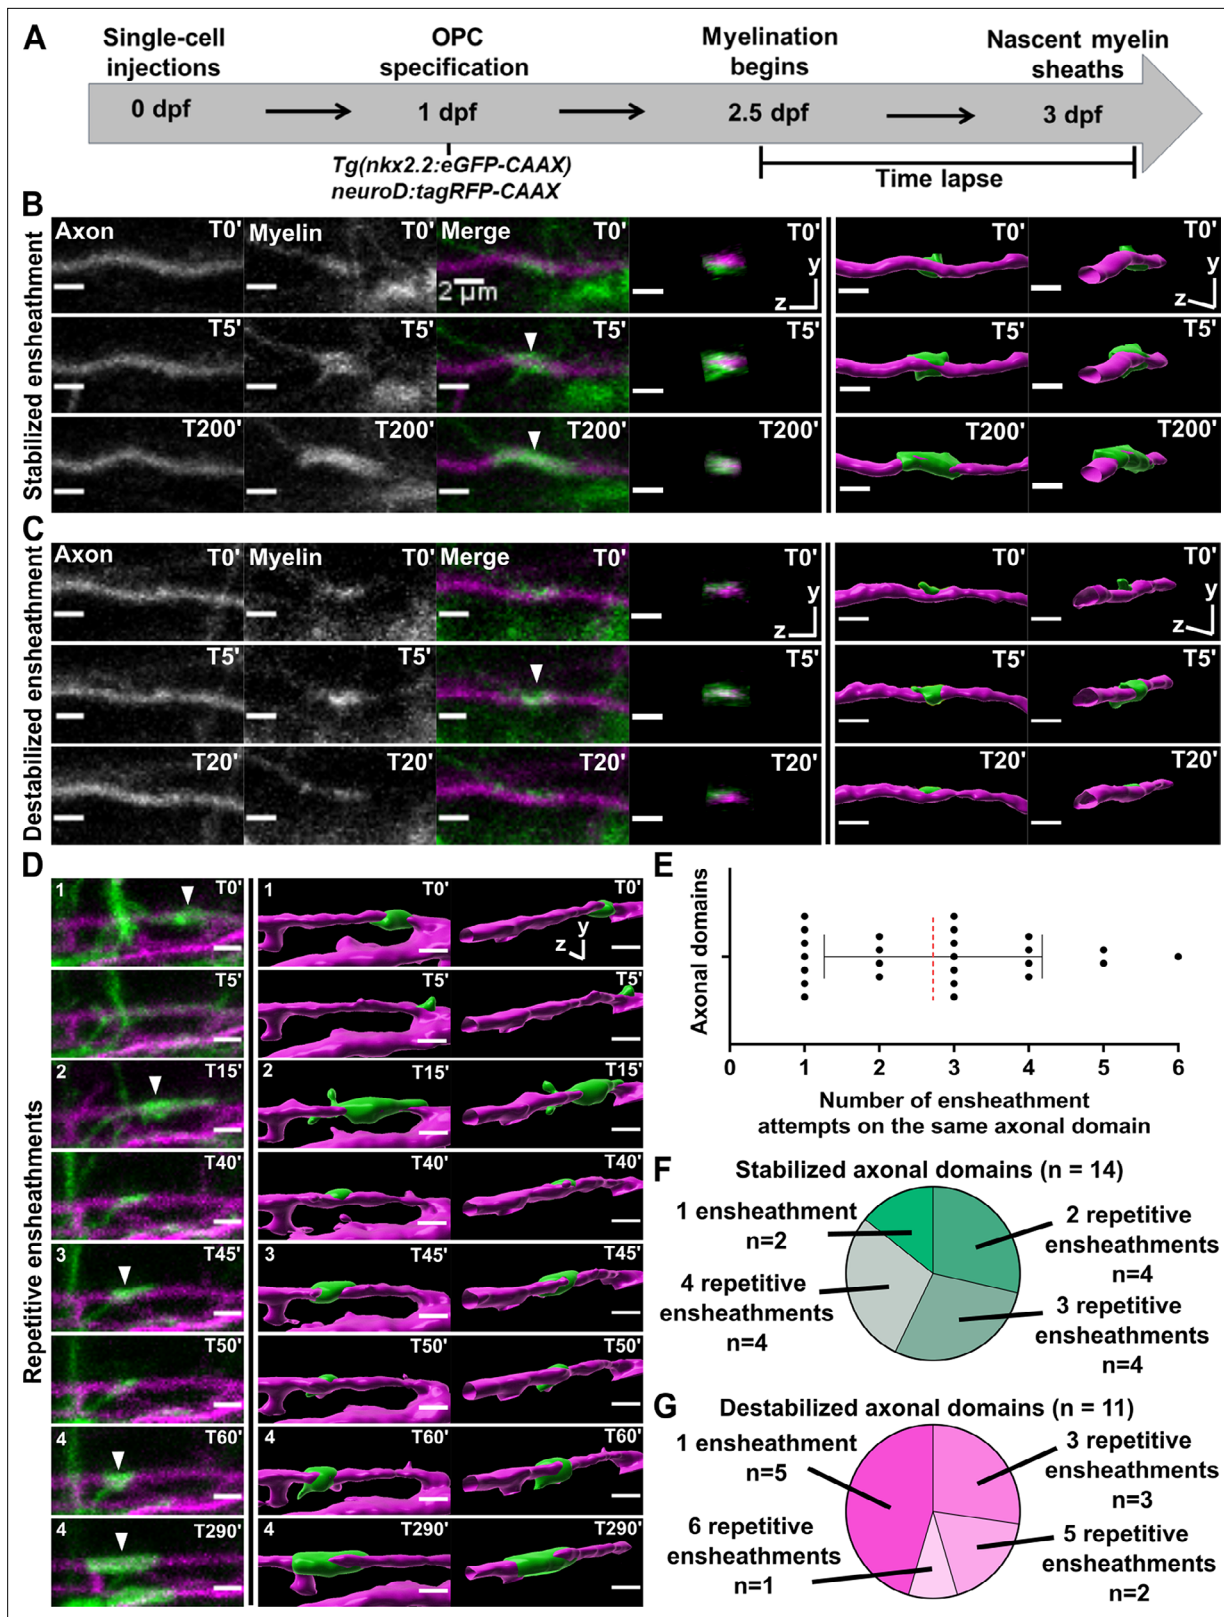 A
Single-cell
injections
OPC
specification
Myelination
begins
Nascent myelin
sheaths
0 dpf
1 dpf
2.5 dpf
3 dpf
Tg(nkx2.2:eGFP-CAAX)
neuroD:tagRFP-CAAX
Time lapse
B
Stabilized ensheathment
Axon T0' Myelin T0' Merge T0' T0' T0' T0'
2 µm
y
z
y
z
T5' T5' T5' T5' T5' T5'
T200' T200' T200' T200' T200' T200'
C
Destabilized ensheathment
Axon T0' Myelin T0' Merge T0' T0' T0' T0'
y
z
y
z
T5' T5' T5' T5' T5' T5'
T20' T20' T20' T20' T20' T20'
D
Repetitive ensheathments
1 T0' 1 T0' T0'
y
z
T5' T5' T5'
2 T15' 2 T15' T15'
T40' T40' T40'
3 T45' 3 T45' T45'
T50' T50' T50'
4 T60' 4 T60' T60'
4 T290' 4 T290' T290'
E
Axonal domains
0 1 2 3 4 5 6
Number of ensheathment
attempts on the same axonal domain
F
Stabilized axonal domains (n = 14)
1 ensheathment
n=2
2 repetitive
ensheathments
n=4
4 repetitive
ensheathments
n=4
3 repetitive
ensheathments
n=4
G
Destabilized axonal domains (n = 11)
1 ensheathment
n=5
3 repetitive
ensheathments
n=3
6 repetitive
ensheathments
n=1
5 repetitive
ensheathments
n=2